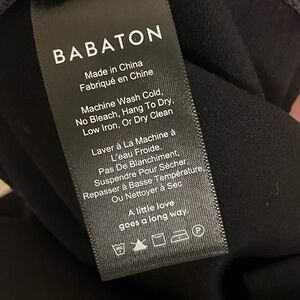 BABATON
Made in China
Fabriqué en Chine
Machine Wash Cold,
No Bleach, Hang To Dry,
Low Iron, Or Dry Clean
Laver à La Machine à
L'eau Froide,
Pas De Blanchiment,
Suspendre Pour Sécher,
Repasser à Basse Température,
Ou Nettoyer à Sec
A little love
goes a long way.